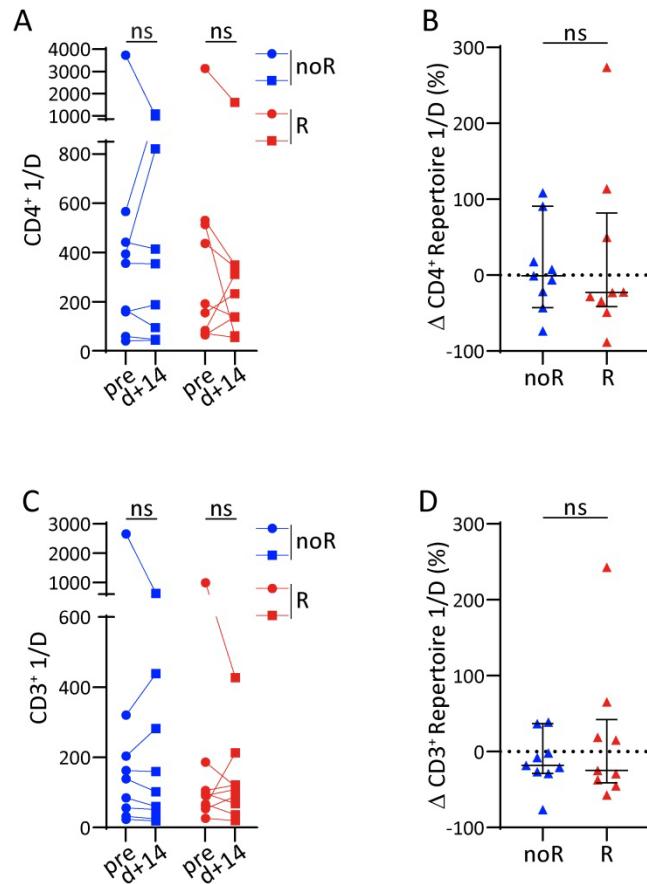 A
ns
ns
4000
3000
2000
1000
800
600
400
200
0
CD4⁺ 1/D
pre
d+14
pre
d+14
noR
R
B
ns
300
200
100
0
-100
Δ CD4⁺ Repertoire 1/D (%)
noR
R
C
ns
ns
3000
2000
1000
600
400
200
0
CD3⁺ 1/D
pre
d+14
pre
d+14
noR
R
D
ns
300
200
100
0
-100
Δ CD3⁺ Repertoire 1/D (%)
noR
R